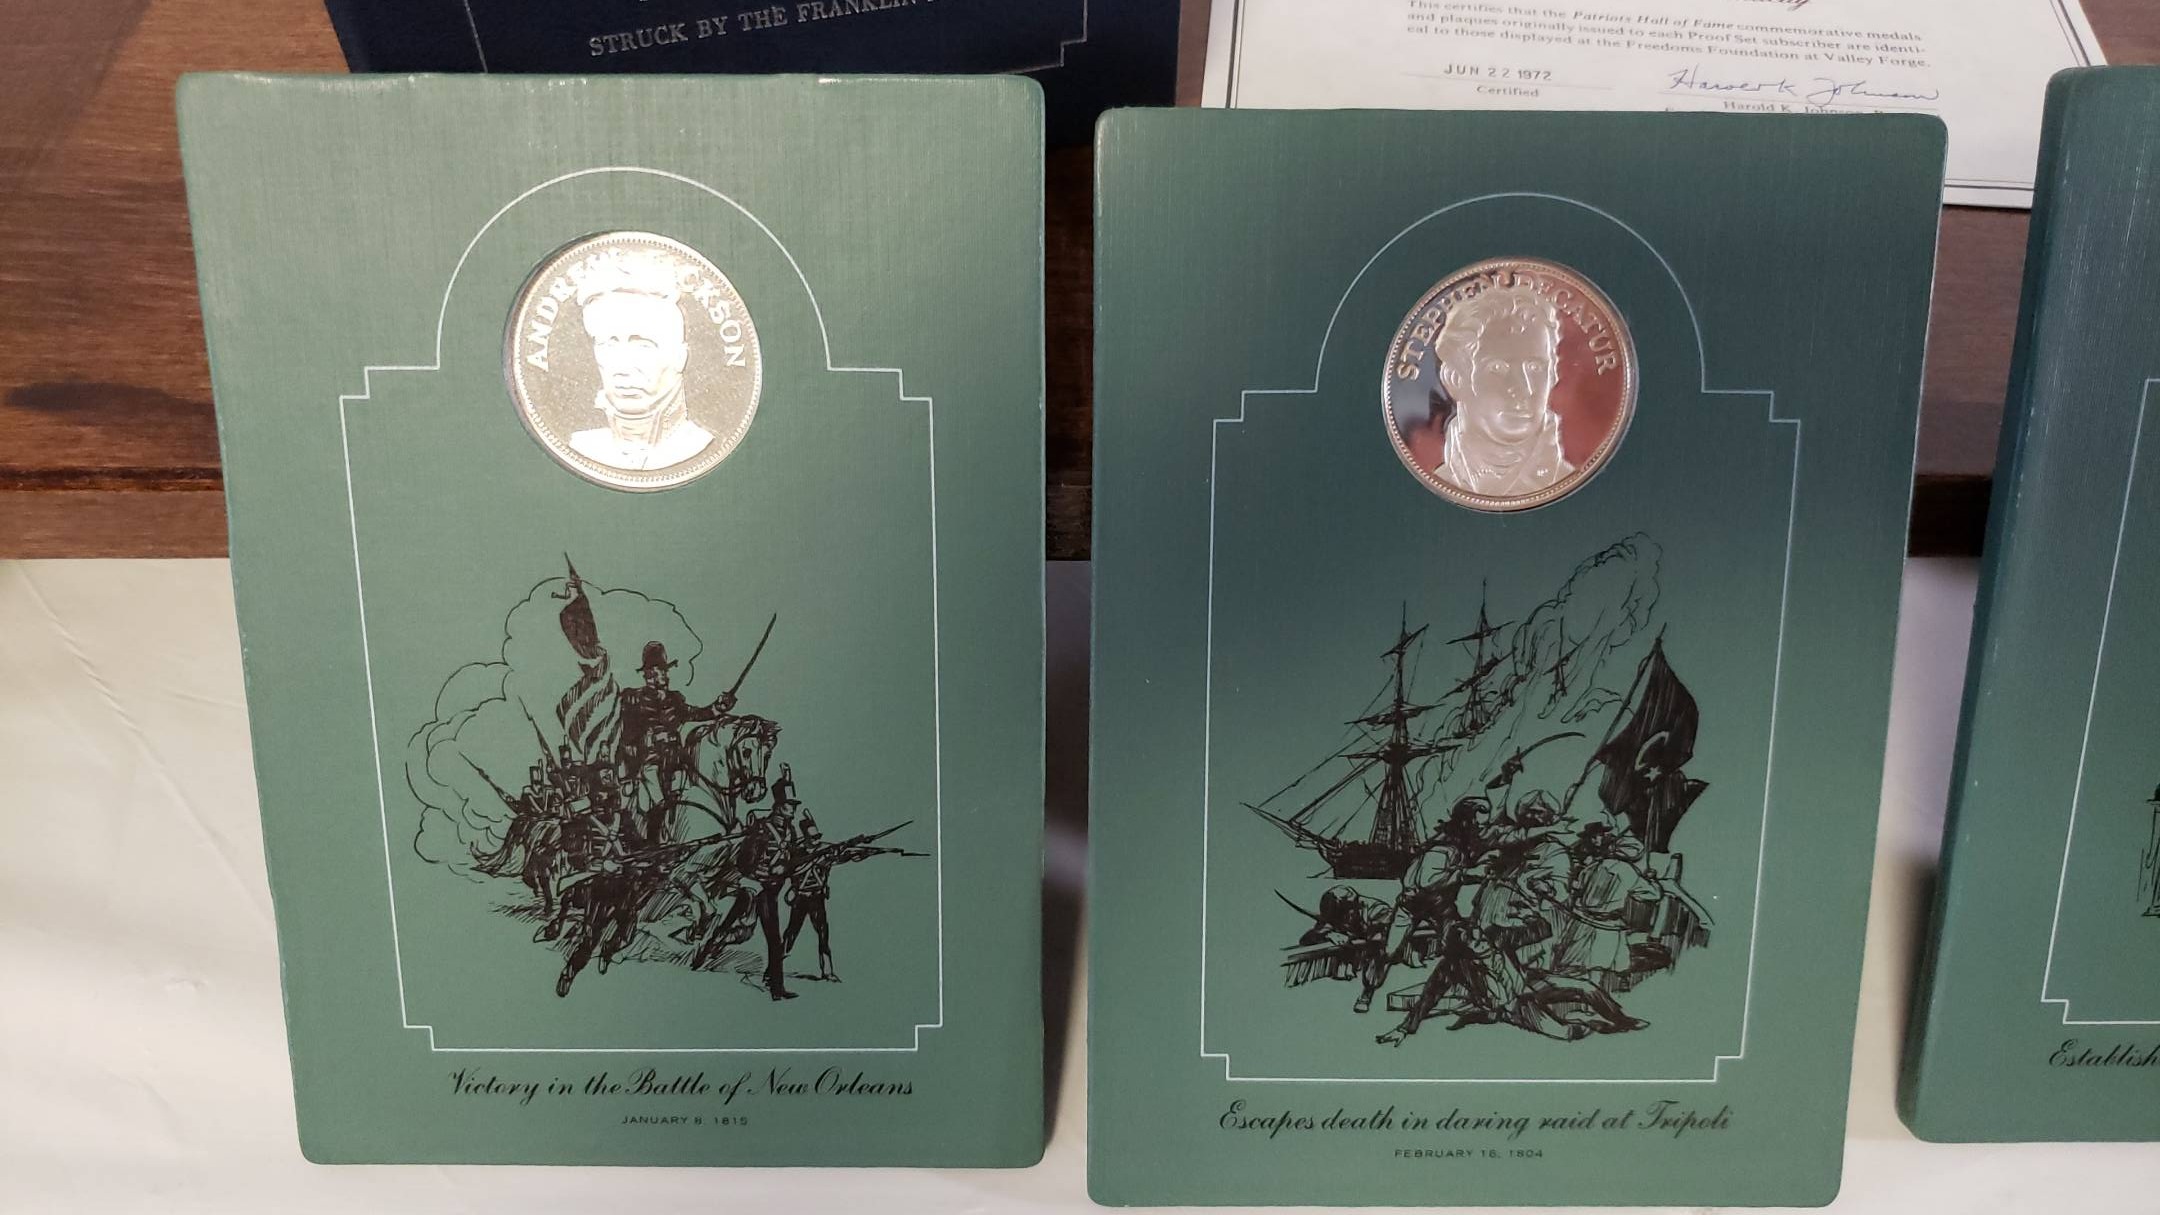 STRUCK BY THE FRANKLIN
This certifies that the Patriots Hall of Fame commemorative medals
and plaques originally issued to each Proof Set subscriber are identi-
cal to those displayed at the Freedoms Foundation at Valley Forge.
JUN 22 1972
Certified
Harold K. Johnson
Harold K. Johnson
ANDREW JACKSON
Victory in the Battle of New Orleans
JANUARY 8, 1815
STEPHEN DECATUR
Escapes death in daring raid at Tripoli
FEBRUARY 16, 1804
Establish